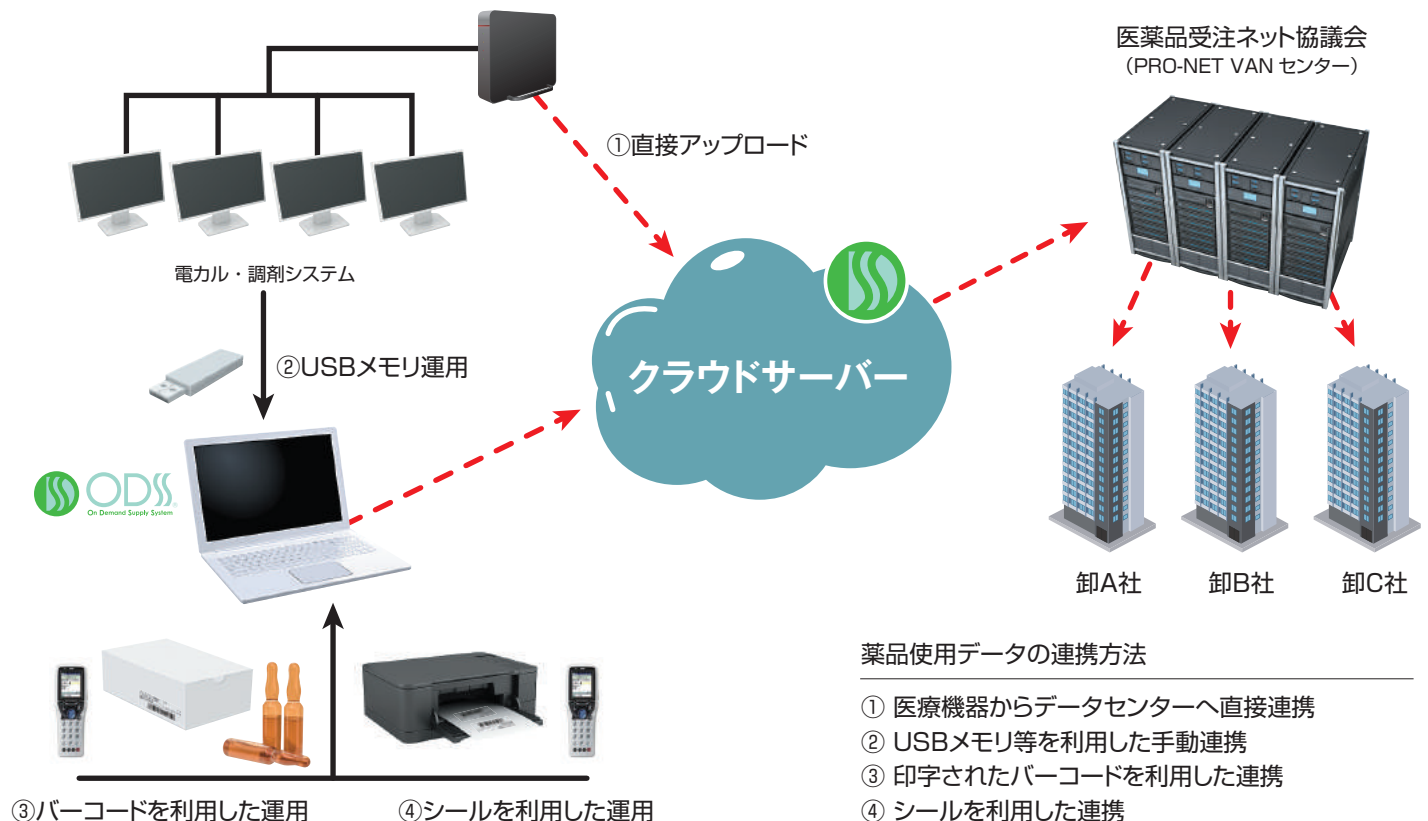 医薬品受注ネット協議会
（PRO-NET VAN センター）
①直接アップロード
電カル・調剤システム
②USBメモリ運用
クラウドサーバー
ODSS
On Demand Supply System
卸A社
卸B社
卸C社
③バーコードを利用した運用
④シールを利用した運用
薬品使用データの連携方法
① 医療機器からデータセンターへ直接連携
② USBメモリ等を利用した手動連携
③ 印字されたバーコードを利用した連携
④ シールを利用した連携